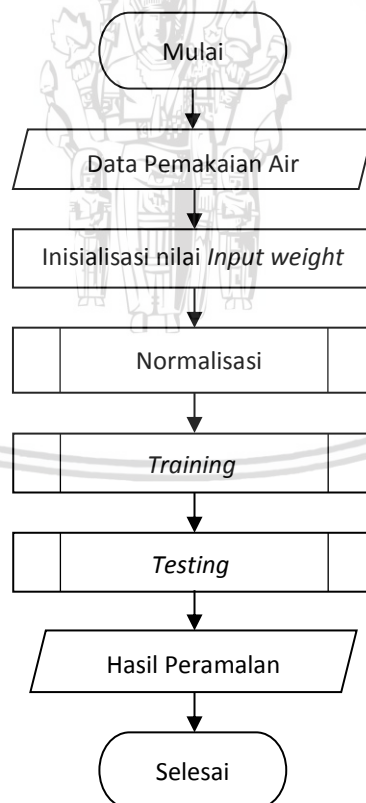 Mulai
Data Pemakaian Air
Inisialisasi nilai Input weight
Normalisasi
Training
Testing
Hasil Peramalan
Selesai